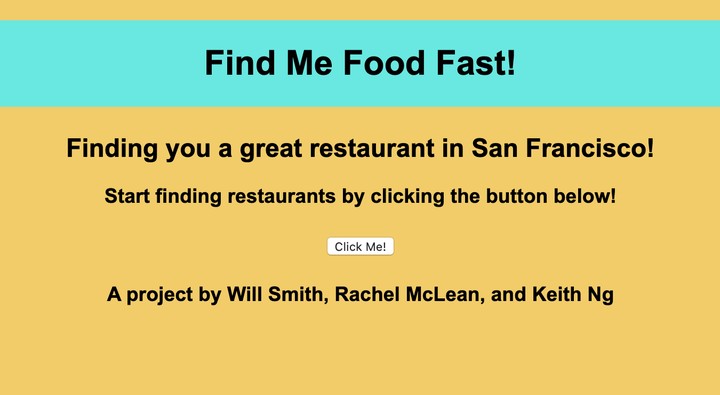 Find Me Food Fast!
Finding you a great restaurant in San Francisco!
Start finding restaurants by clicking the button below!
Click Me!
A project by Will Smith, Rachel McLean, and Keith Ng